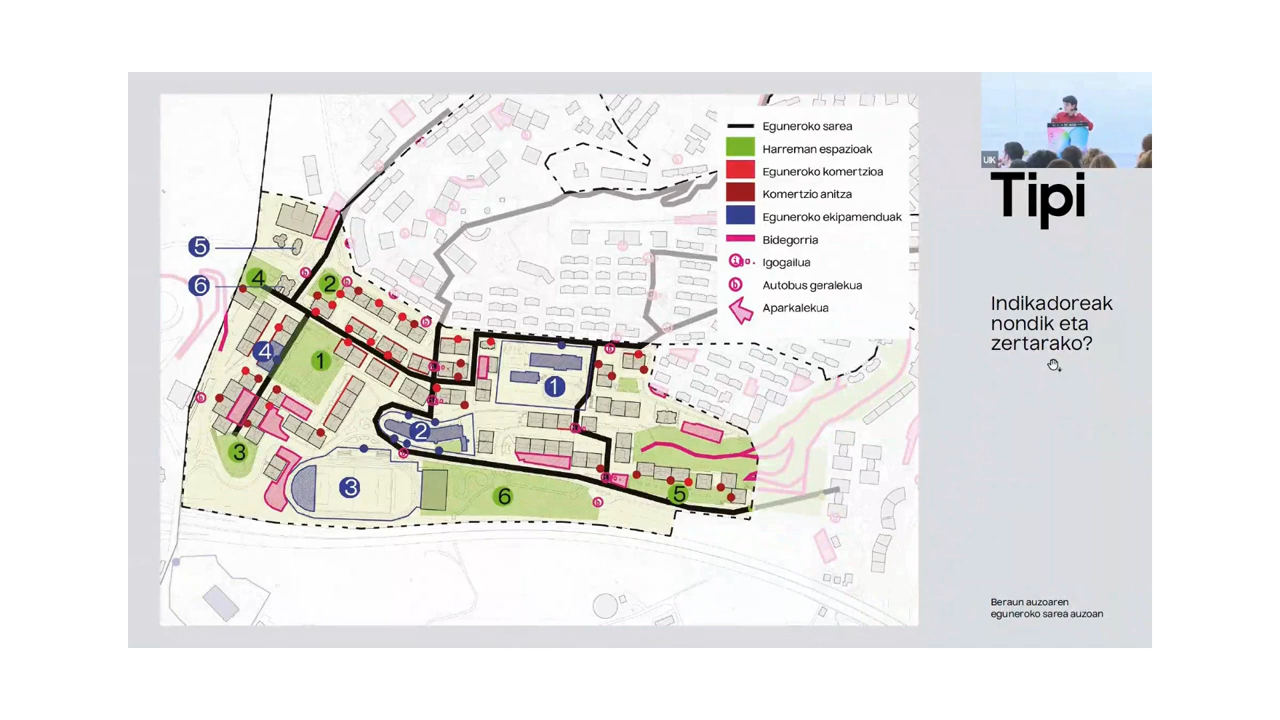 Eguneroko sarea
Harreman espazioak
Eguneroko komertzioa
Komertzio anitza
Eguneroko ekipamenduak
Bidegorria
Igogailua
Autobus geralekua
Aparkalekua
UIK
Tipi
Indikadoreak
nondik eta
zertarako?
Beraun auzoaren
eguneroko sarea auzoan
5
6
4
2
4
1
1
2
3
3
6
5